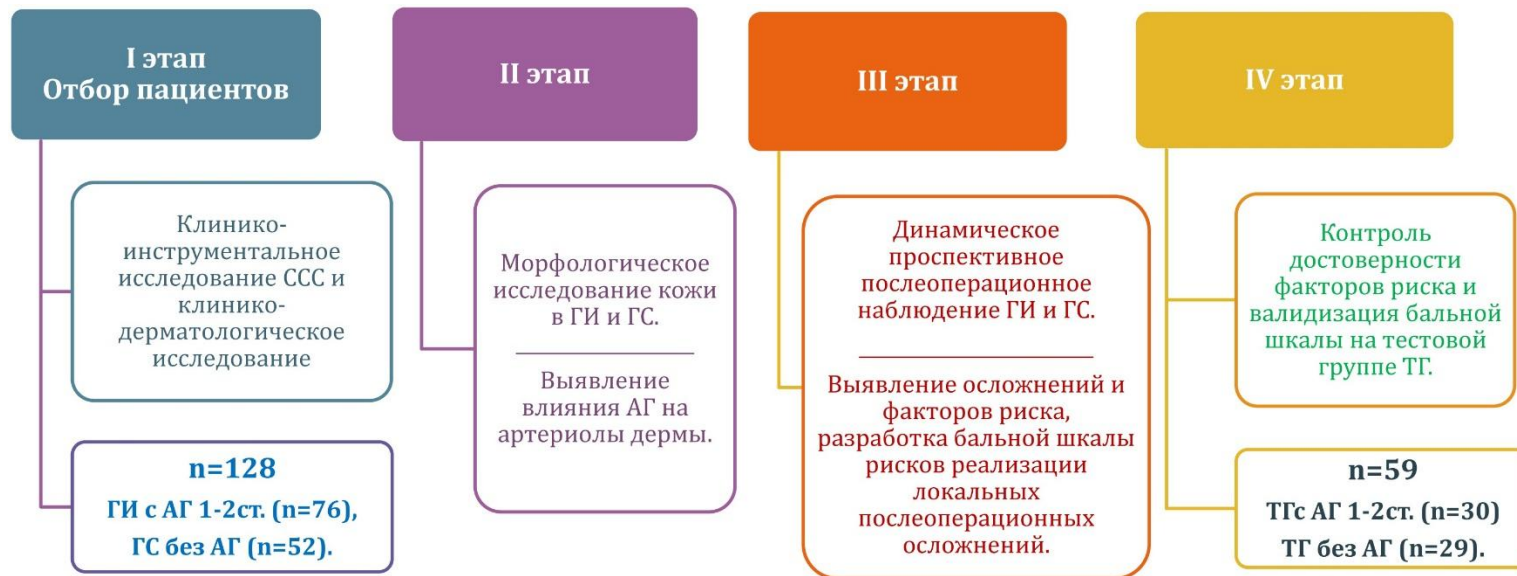 I этап
Отбор пациентов
Клинико-
инструментальное
исследование ССС и
клинико-
дерматологическое
исследование
n=128
ГИ с АГ 1-2ст. (n=76),
ГС без АГ (n=52).
II этап
Морфологическое
исследование кожи
в ГИ и ГС.
Выявление
влияния АГ на
артериолы дермы.
III этап
Динамическое
проспективное
послеоперационное
наблюдение ГИ и ГС.
Выявление осложнений и
факторов риска,
разработка бальной шкалы
рисков реализации
локальных
послеоперационных
осложнений.
IV этап
Контроль
достоверности
факторов риска и
валидизация бальной
шкалы на тестовой
группе ТГ.
n=59
ТГс АГ 1-2ст. (n=30)
ТГ без АГ (n=29).